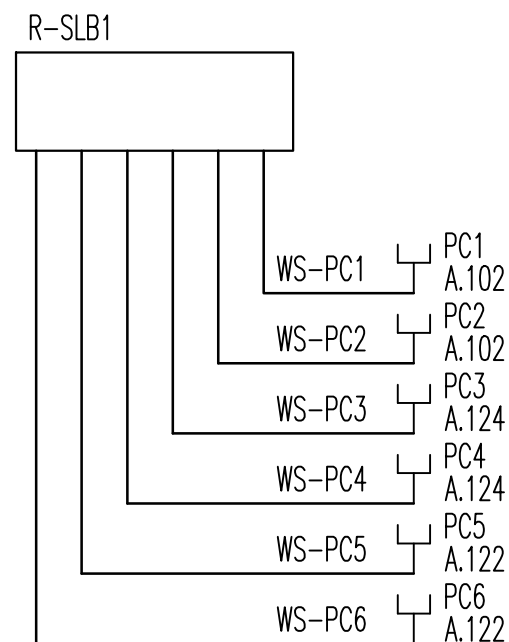 R-SLB1
PC1
WS-PC1
A.102
PC2
WS-PC2
A.102
PC3
WS-PC3
A.124
PC4
WS-PC4
A.124
PC5
WS-PC5
A.122
PC6
WS-PC6
A.122